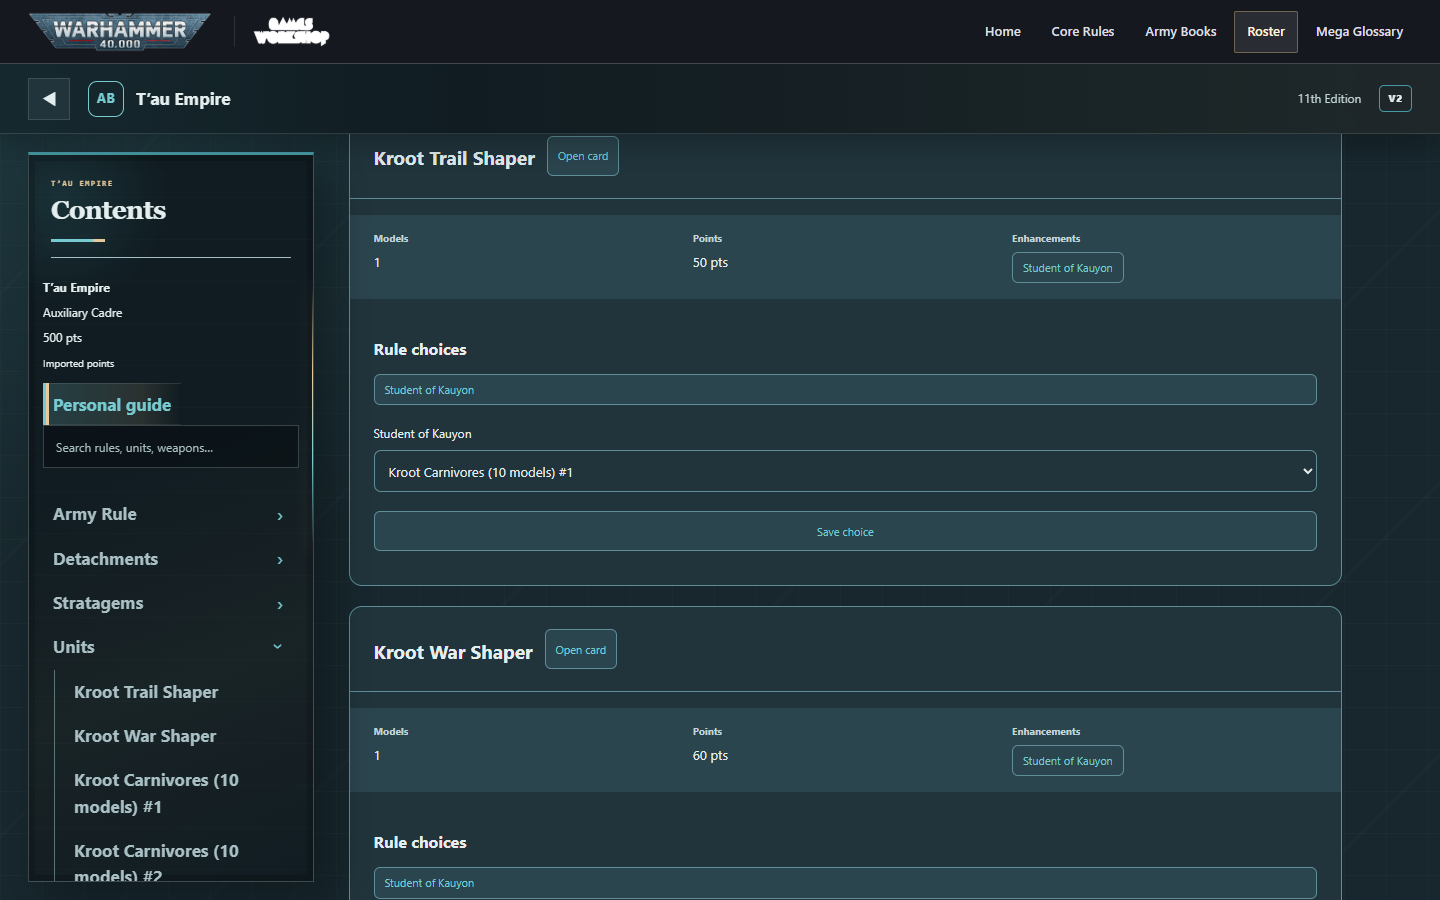 WARHAMMER
40,000
GAMES
WORKSHOP
Home
Core Rules
Army Books
Roster
Mega Glossary
◀
AB
T'au Empire
11th Edition
V2
T'AU EMPIRE
Contents
T'au Empire
Auxiliary Cadre
500 pts
Imported points
Personal guide
Search rules, units, weapons...
Army Rule
Detachments
Stratagems
Units
Kroot Trail Shaper
Kroot War Shaper
Kroot Carnivores (10
models) #1
Kroot Carnivores (10
models) #2
Kroot Trail Shaper
Open card
Models
Points
Enhancements
1
50 pts
Student of Kauyon
Rule choices
Student of Kauyon
Student of Kauyon
Kroot Carnivores (10 models) #1
Save choice
Kroot War Shaper
Open card
Models
Points
Enhancements
1
60 pts
Student of Kauyon
Rule choices
Student of Kauyon